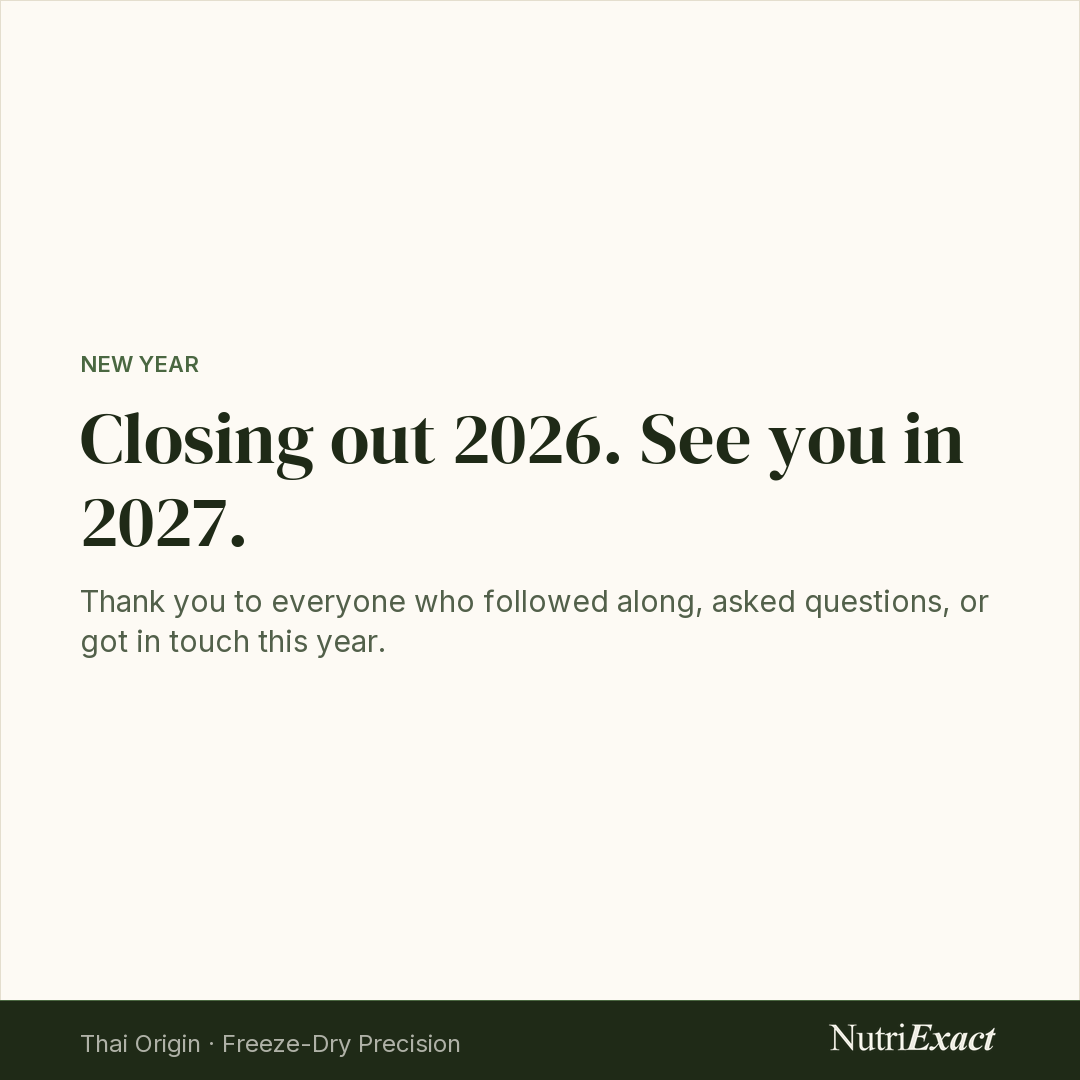 NEW YEAR
Closing out 2026. See you in
2027.
Thank you to everyone who followed along, asked questions, or
got in touch this year.
Thai Origin · Freeze-Dry Precision
NutriExact